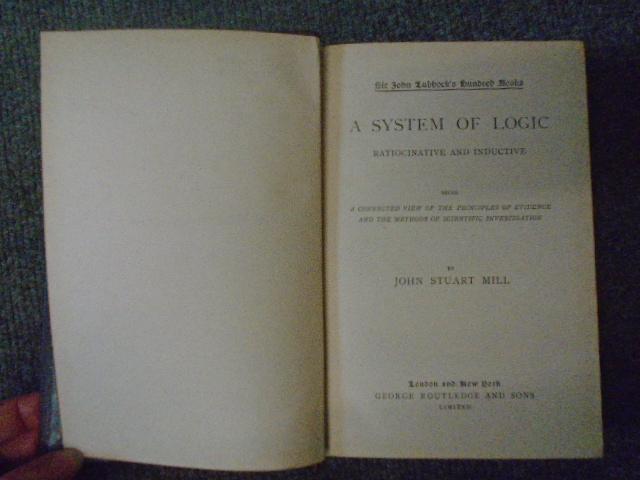 Sir John Lubbock's Hundred Books
A SYSTEM OF LOGIC
RATIOCINATIVE AND INDUCTIVE
BEING
A CONNECTED VIEW OF THE PRINCIPLES OF EVIDENCE
AND THE METHODS OF SCIENTIFIC INVESTIGATION
BY
JOHN STUART MILL
London and New York
GEORGE ROUTLEDGE AND SONS
LIMITED